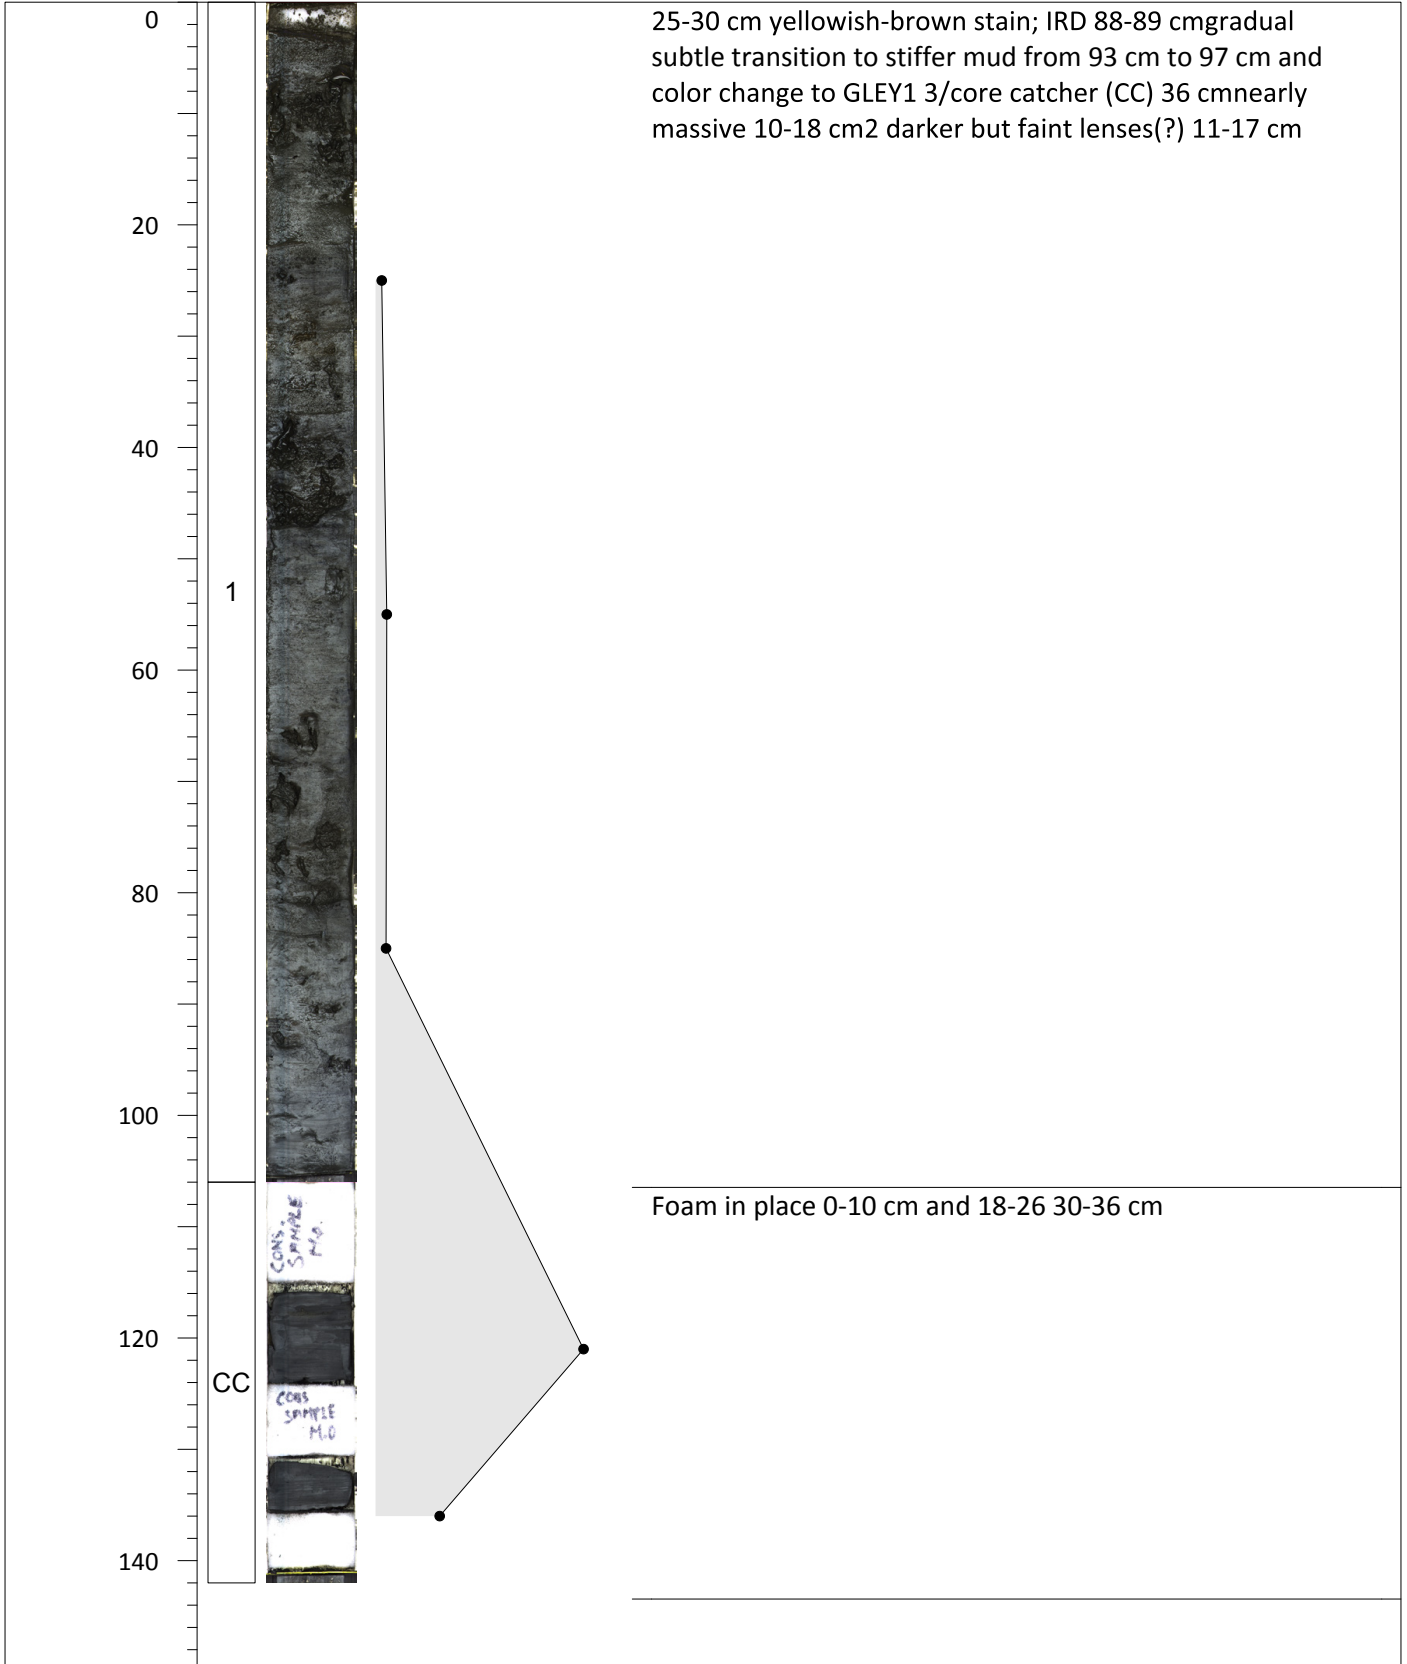 25-30 cm yellowish-brown stain; IRD 88-89 cmgradual
subtle transition to stiffer mud from 93 cm to 97 cm and
color change to GLEY1 3/core catcher (CC) 36 cmnearly
massive 10-18 cm2 darker but faint lenses(?) 11-17 cm
0
20
40
1
60
80
100
Foam in place 0-10 cm and 18-26 30-36 cm
CONS.
SAMPLE
M.O.
120
CC
CONS
SAMPLE
M.O
140